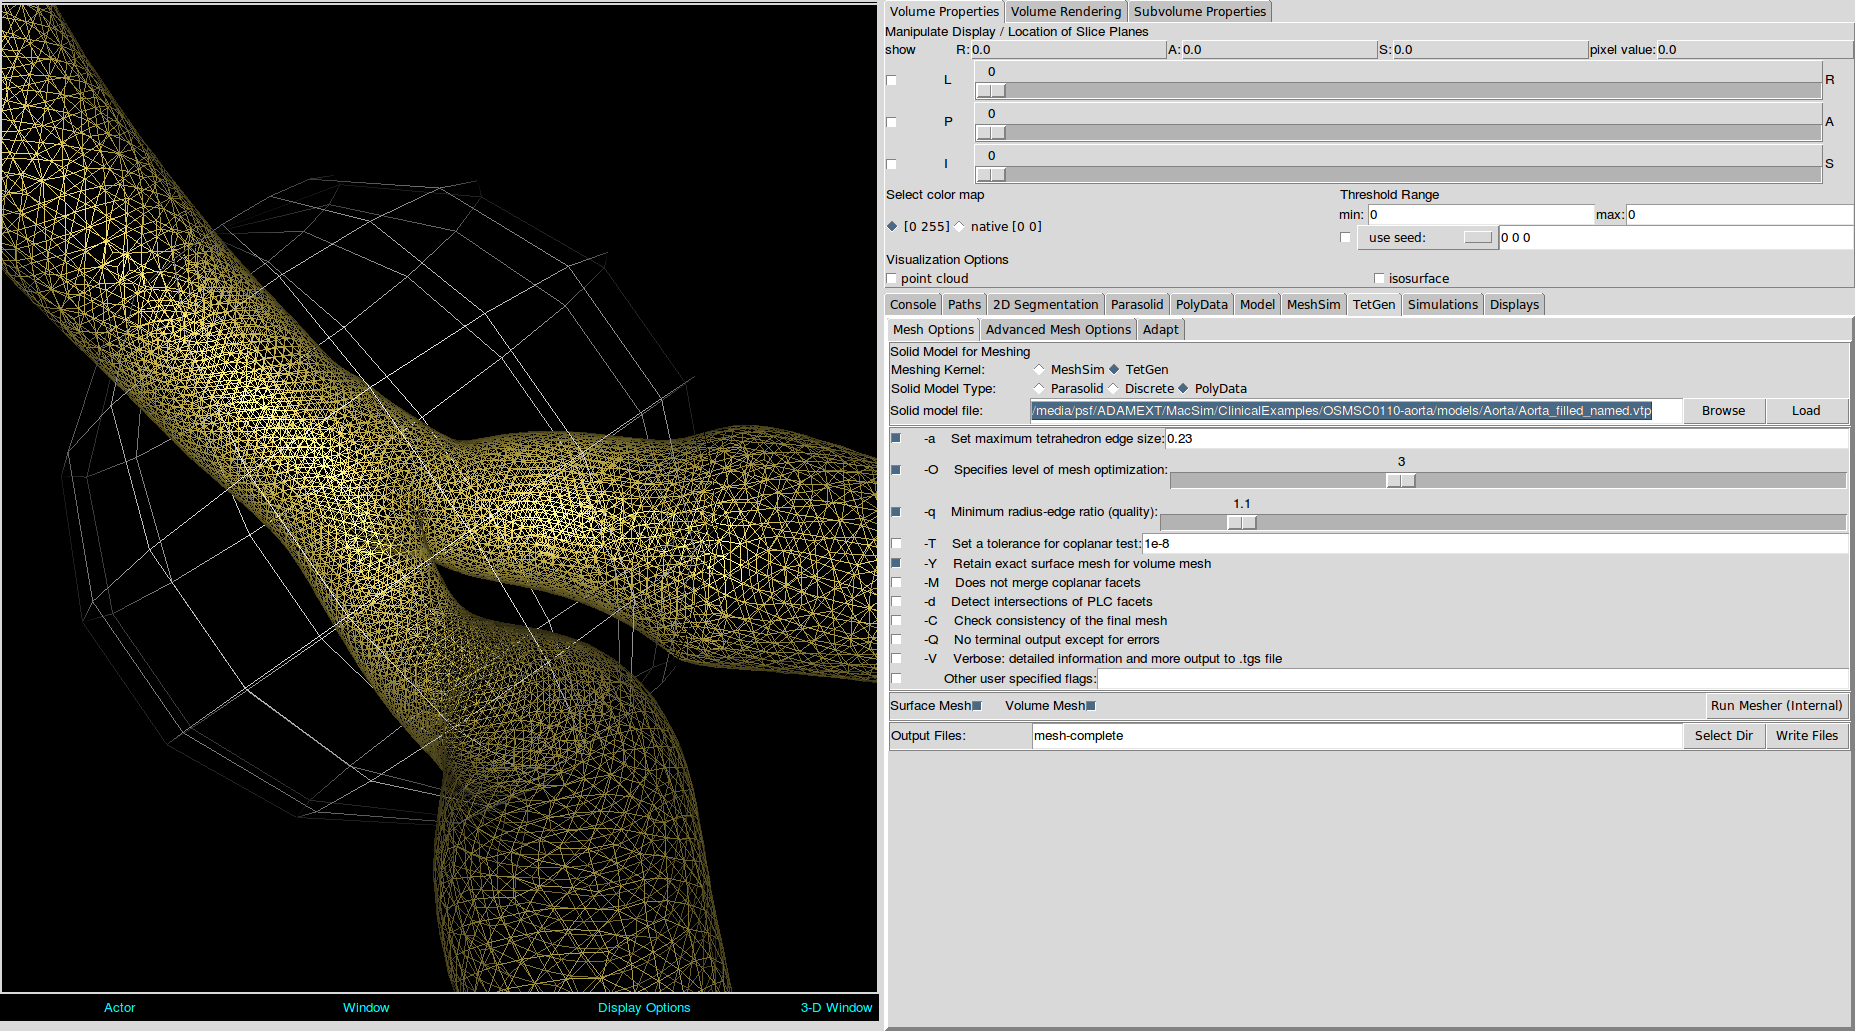 Volume Properties Volume Rendering Subvolume Properties
Manipulate Display / Location of Slice Planes
show R: 0.0 A: 0.0 S: 0.0 pixel value: 0.0
0
L R
0
P A
0
I S
Select color map Threshold Range
min: 0 max: 0
[0 255] native [0 0]
use seed: 0 0 0
Visualization Options
point cloud isosurface
Console Paths 2D Segmentation Parasolid PolyData Model MeshSim TetGen Simulations Displays
Mesh Options Advanced Mesh Options Adapt
Solid Model for Meshing
Meshing Kernel: MeshSim TetGen
Solid Model Type: Parasolid Discrete PolyData
Solid model file: /media/psf/ADAMEXT/MacSim/ClinicalExamples/OSMSC0110-aorta/models/Aorta/Aorta_filled_named.vtp Browse Load
-a Set maximum tetrahedron edge size: 0.23
3
-O Specifies level of mesh optimization:
1.1
-q Minimum radius-edge ratio (quality):
-T Set a tolerance for coplanar test: 1e-8
-Y Retain exact surface mesh for volume mesh
-M Does not merge coplanar facets
-d Detect intersections of PLC facets
-C Check consistency of the final mesh
-Q No terminal output except for errors
-V Verbose: detailed information and more output to .tgs file
Other user specified flags:
Surface Mesh Volume Mesh Run Mesher (Internal)
Output Files: mesh-complete Select Dir Write Files
Actor Window Display Options 3-D Window